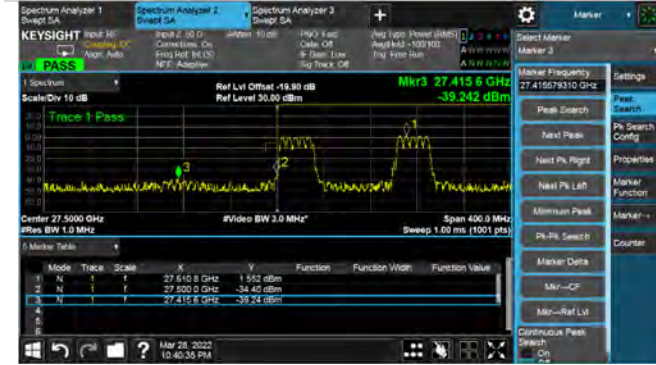 Spectrum Analyzer 1
Swept SA
Spectrum Analyzer 2
Swept SA
Spectrum Analyzer 3
Swept SA
+
Marker
KEYSIGHT
Input: RF
Coupling: DC
Align: Auto
Input Z: 50 Ω
Corrections: On
Freq Ref: Int (S)
NFE: Adaptive
Atten: 10 dB
PNO: Fast
Gate: Off
IF Gain: Low
Sig Track: Off
Avg Type: Power (RMS)
Avg|Hold: >100/100
Trig: Free Run
PASS
Select Marker
Marker 3
1 Spectrum
Scale/Div 10 dB
Ref Lvl Offset -19.90 dB
Ref Level 30.00 dBm
Mkr3 27.415 6 GHz
-39.242 dBm
Trace 1 Pass
1
2
3
Center 27.5000 GHz
#Res BW 1.0 MHz
#Video BW 3.0 MHz*
Span 400.0 MHz
Sweep 1.00 ms (1001 pts)
5 Marker Table
Mode Trace Scale X Y Function Function Width Function Value
1 N 1 f 27.610 8 GHz 1.552 dBm
2 N 1 f 27.500 0 GHz -34.40 dBm
3 N 1 f 27.415 6 GHz -39.24 dBm
4
5
6
Marker Frequency
27.415579310 GHz
Peak Search
Next Peak
Next Pk Right
Next Pk Left
Minimum Peak
Pk-Pk Search
Marker Delta
Mkr→CF
Mkr→Ref Lvl
Continuous Peak
Search
On
Off
Settings
Peak
Search
Pk Search
Config
Properties
Marker
Function
Marker→
Counter
?
Mar 28, 2022
10:40:35 PM